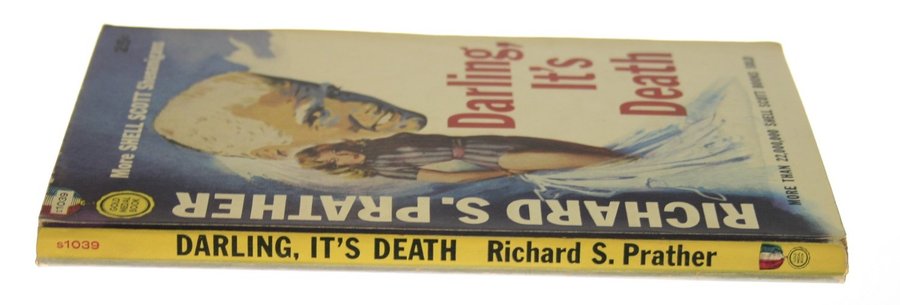 25¢
More SHELL SCOTT Shenanigans
Darling,
It's
Death
MORE THAN 22,000,000 SHELL SCOTT BOOKS SOLD
GOLD
MEDAL
BOOK
RICHARD S. PRATHER
s1039 DARLING, IT'S DEATH Richard S. Prather